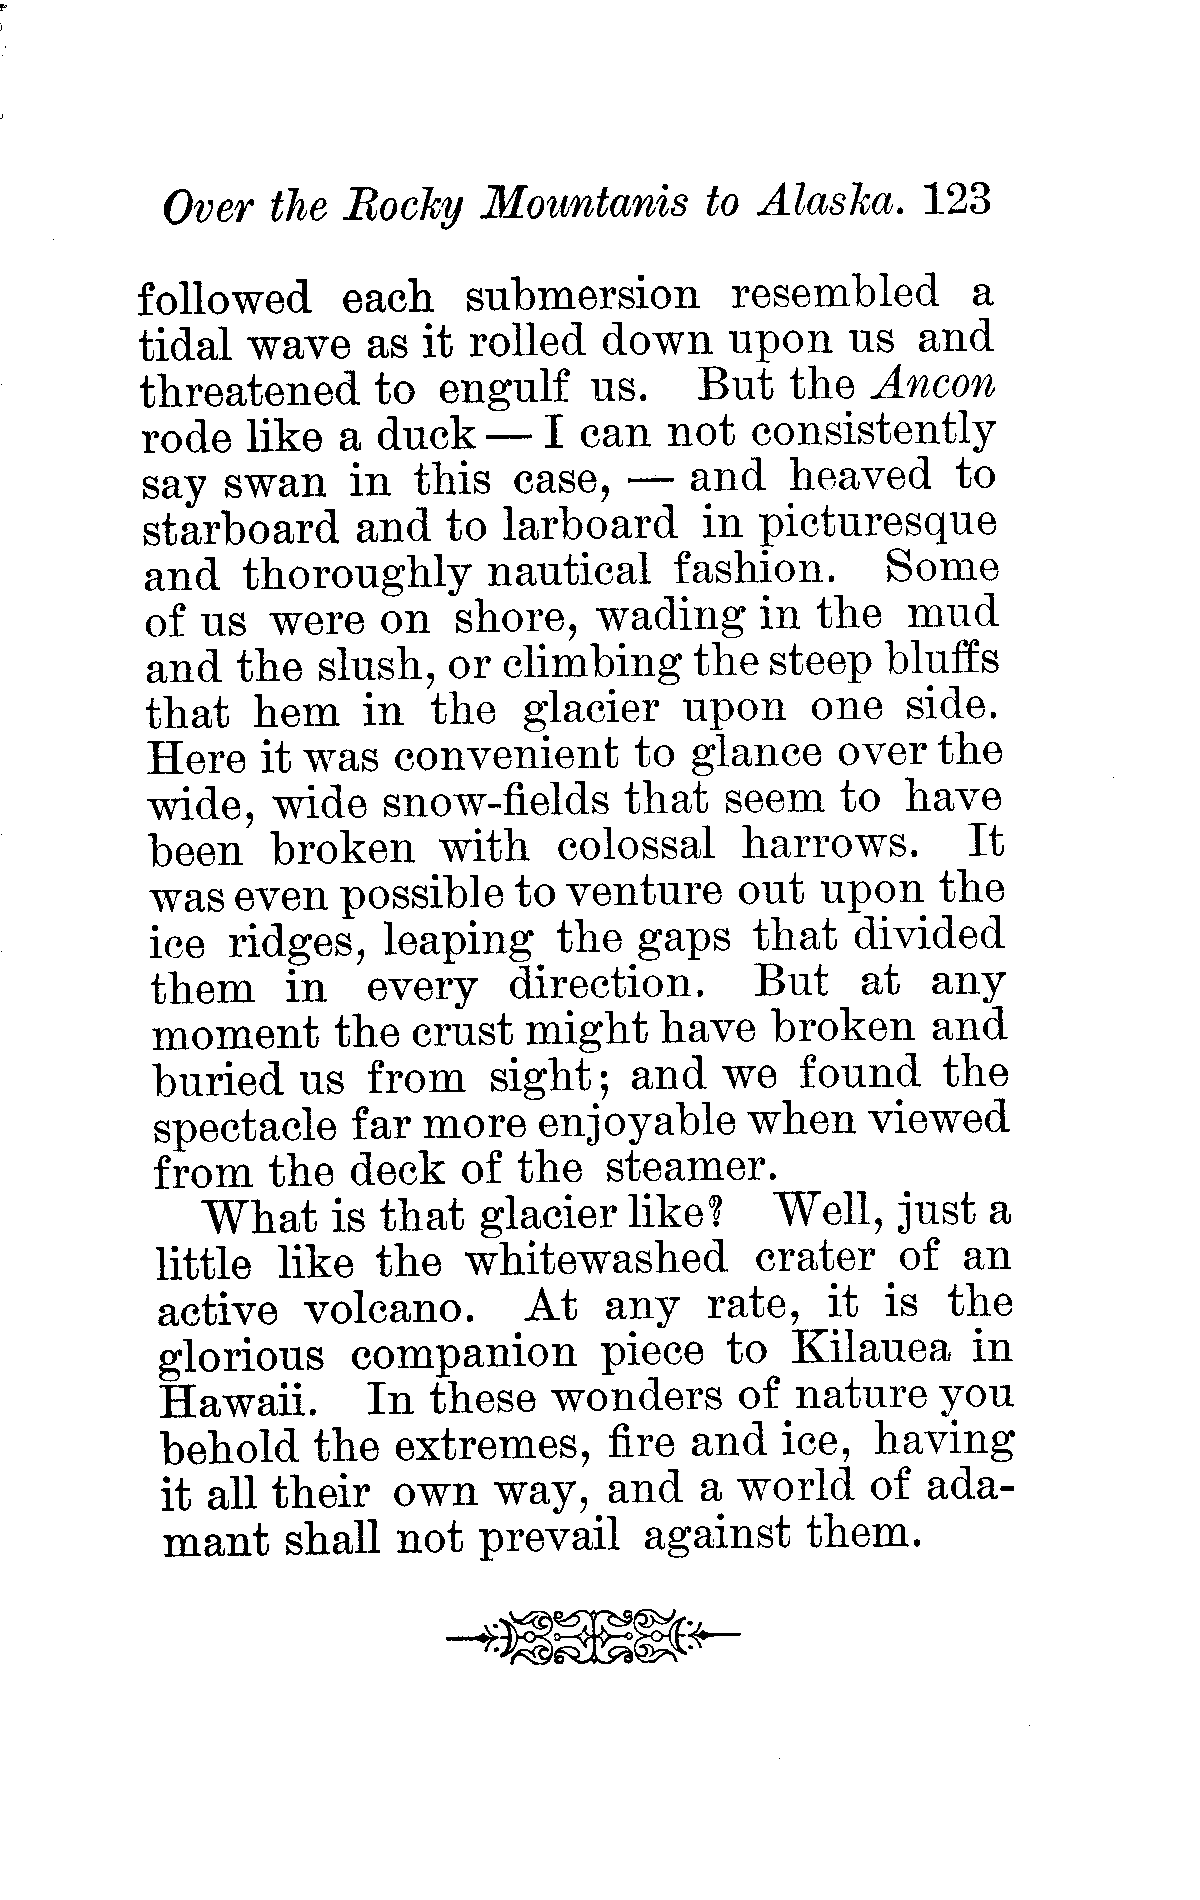 Over the Rocky Mountanis to Alaska. 123
followed each submersion resembled a
tidal wave as it rolled down upon us and
threatened to engulf us. But the Ancon
rode like a duck — I can not consistently
say swan in this case, — and heaved to
starboard and to larboard in picturesque
and thoroughly nautical fashion. Some
of us were on shore, wading in the mud
and the slush, or climbing the steep bluffs
that hem in the glacier upon one side.
Here it was convenient to glance over the
wide, wide snow-fields that seem to have
been broken with colossal harrows. It
was even possible to venture out upon the
ice ridges, leaping the gaps that divided
them in every direction. But at any
moment the crust might have broken and
buried us from sight; and we found the
spectacle far more enjoyable when viewed
from the deck of the steamer.
What is that glacier like? Well, just a
little like the whitewashed crater of an
active volcano. At any rate, it is the
glorious companion piece to Kilauea in
Hawaii. In these wonders of nature you
behold the extremes, fire and ice, having
it all their own way, and a world of ada-
mant shall not prevail against them.